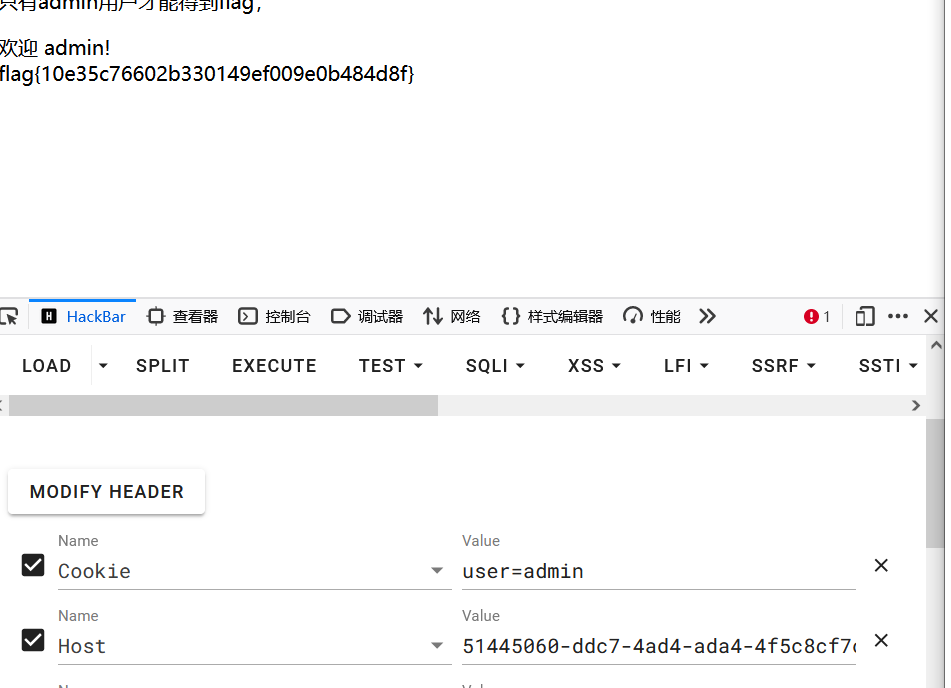 只有admin用户才能得到flag，
欢迎 admin!
flag{10e35c76602b330149ef009e0b484d8f}
HackBar 查看器 控制台 调试器 网络 样式编辑器 性能 1
LOAD SPLIT EXECUTE TEST SQLI XSS LFI SSRF SSTI
MODIFY HEADER
Name Value
Cookie user=admin
Name Value
Host 51445060-ddc7-4ad4-ada4-4f5c8cf7